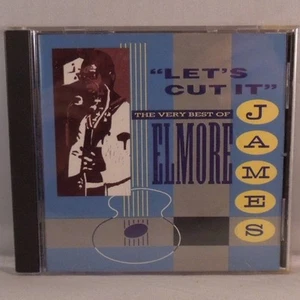 "LET'S
CUT IT"
THE VERY BEST OF
ELMORE
JAMES